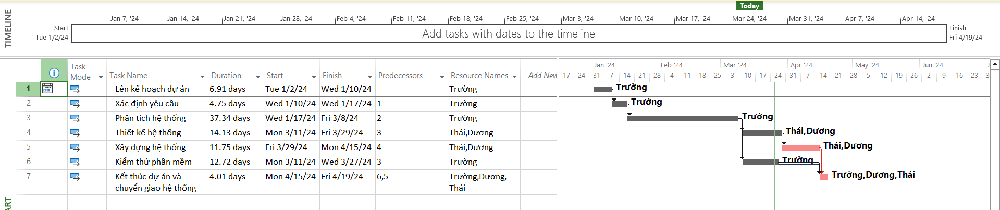 Today
Jan 7, '24 Jan 14, '24 Jan 21, '24 Jan 28, '24 Feb 4, '24 Feb 11, '24 Feb 18, '24 Feb 25, '24 Mar 3, '24 Mar 10, '24 Mar 17, '24 Mar 24, '24 Mar 31, '24 Apr 7, '24 Apr 14, '24
TIMELINE
Start
Tue 1/2/24
Add tasks with dates to the timeline
Finish
Fri 4/19/24
Task Mode Task Name Duration Start Finish Predecessors Resource Names Add New
Jan '24 Feb '24 Mar '24 Apr '24 May '24 Jun '24 J
17 24 31 7 14 21 28 4 11 18 25 3 10 17 24 31 7 14 21 28 5 12 19 26 2 9 16 23 3
1 Lên kế hoạch dự án 6.91 days Tue 1/2/24 Wed 1/10/24 Trường Trường
2 Xác định yêu cầu 4.75 days Wed 1/10/24 Wed 1/17/24 1 Trường Trường
3 Phân tích hệ thống 37.34 days Wed 1/17/24 Fri 3/8/24 2 Trường Trường
4 Thiết kế hệ thống 14.13 days Mon 3/11/24 Fri 3/29/24 3 Thái,Dương Thái,Dương
5 Xây dựng hệ thống 11.75 days Fri 3/29/24 Mon 4/15/24 4 Thái,Dương Thái,Dương
6 Kiểm thử phần mềm 12.72 days Mon 3/11/24 Wed 3/27/24 3 Trường Trường
7 Kết thúc dự án và 4.01 days Mon 4/15/24 Fri 4/19/24 6,5 Trường,Dương, Trường,Dương,Thái
chuyển giao hệ thống Thái
ART